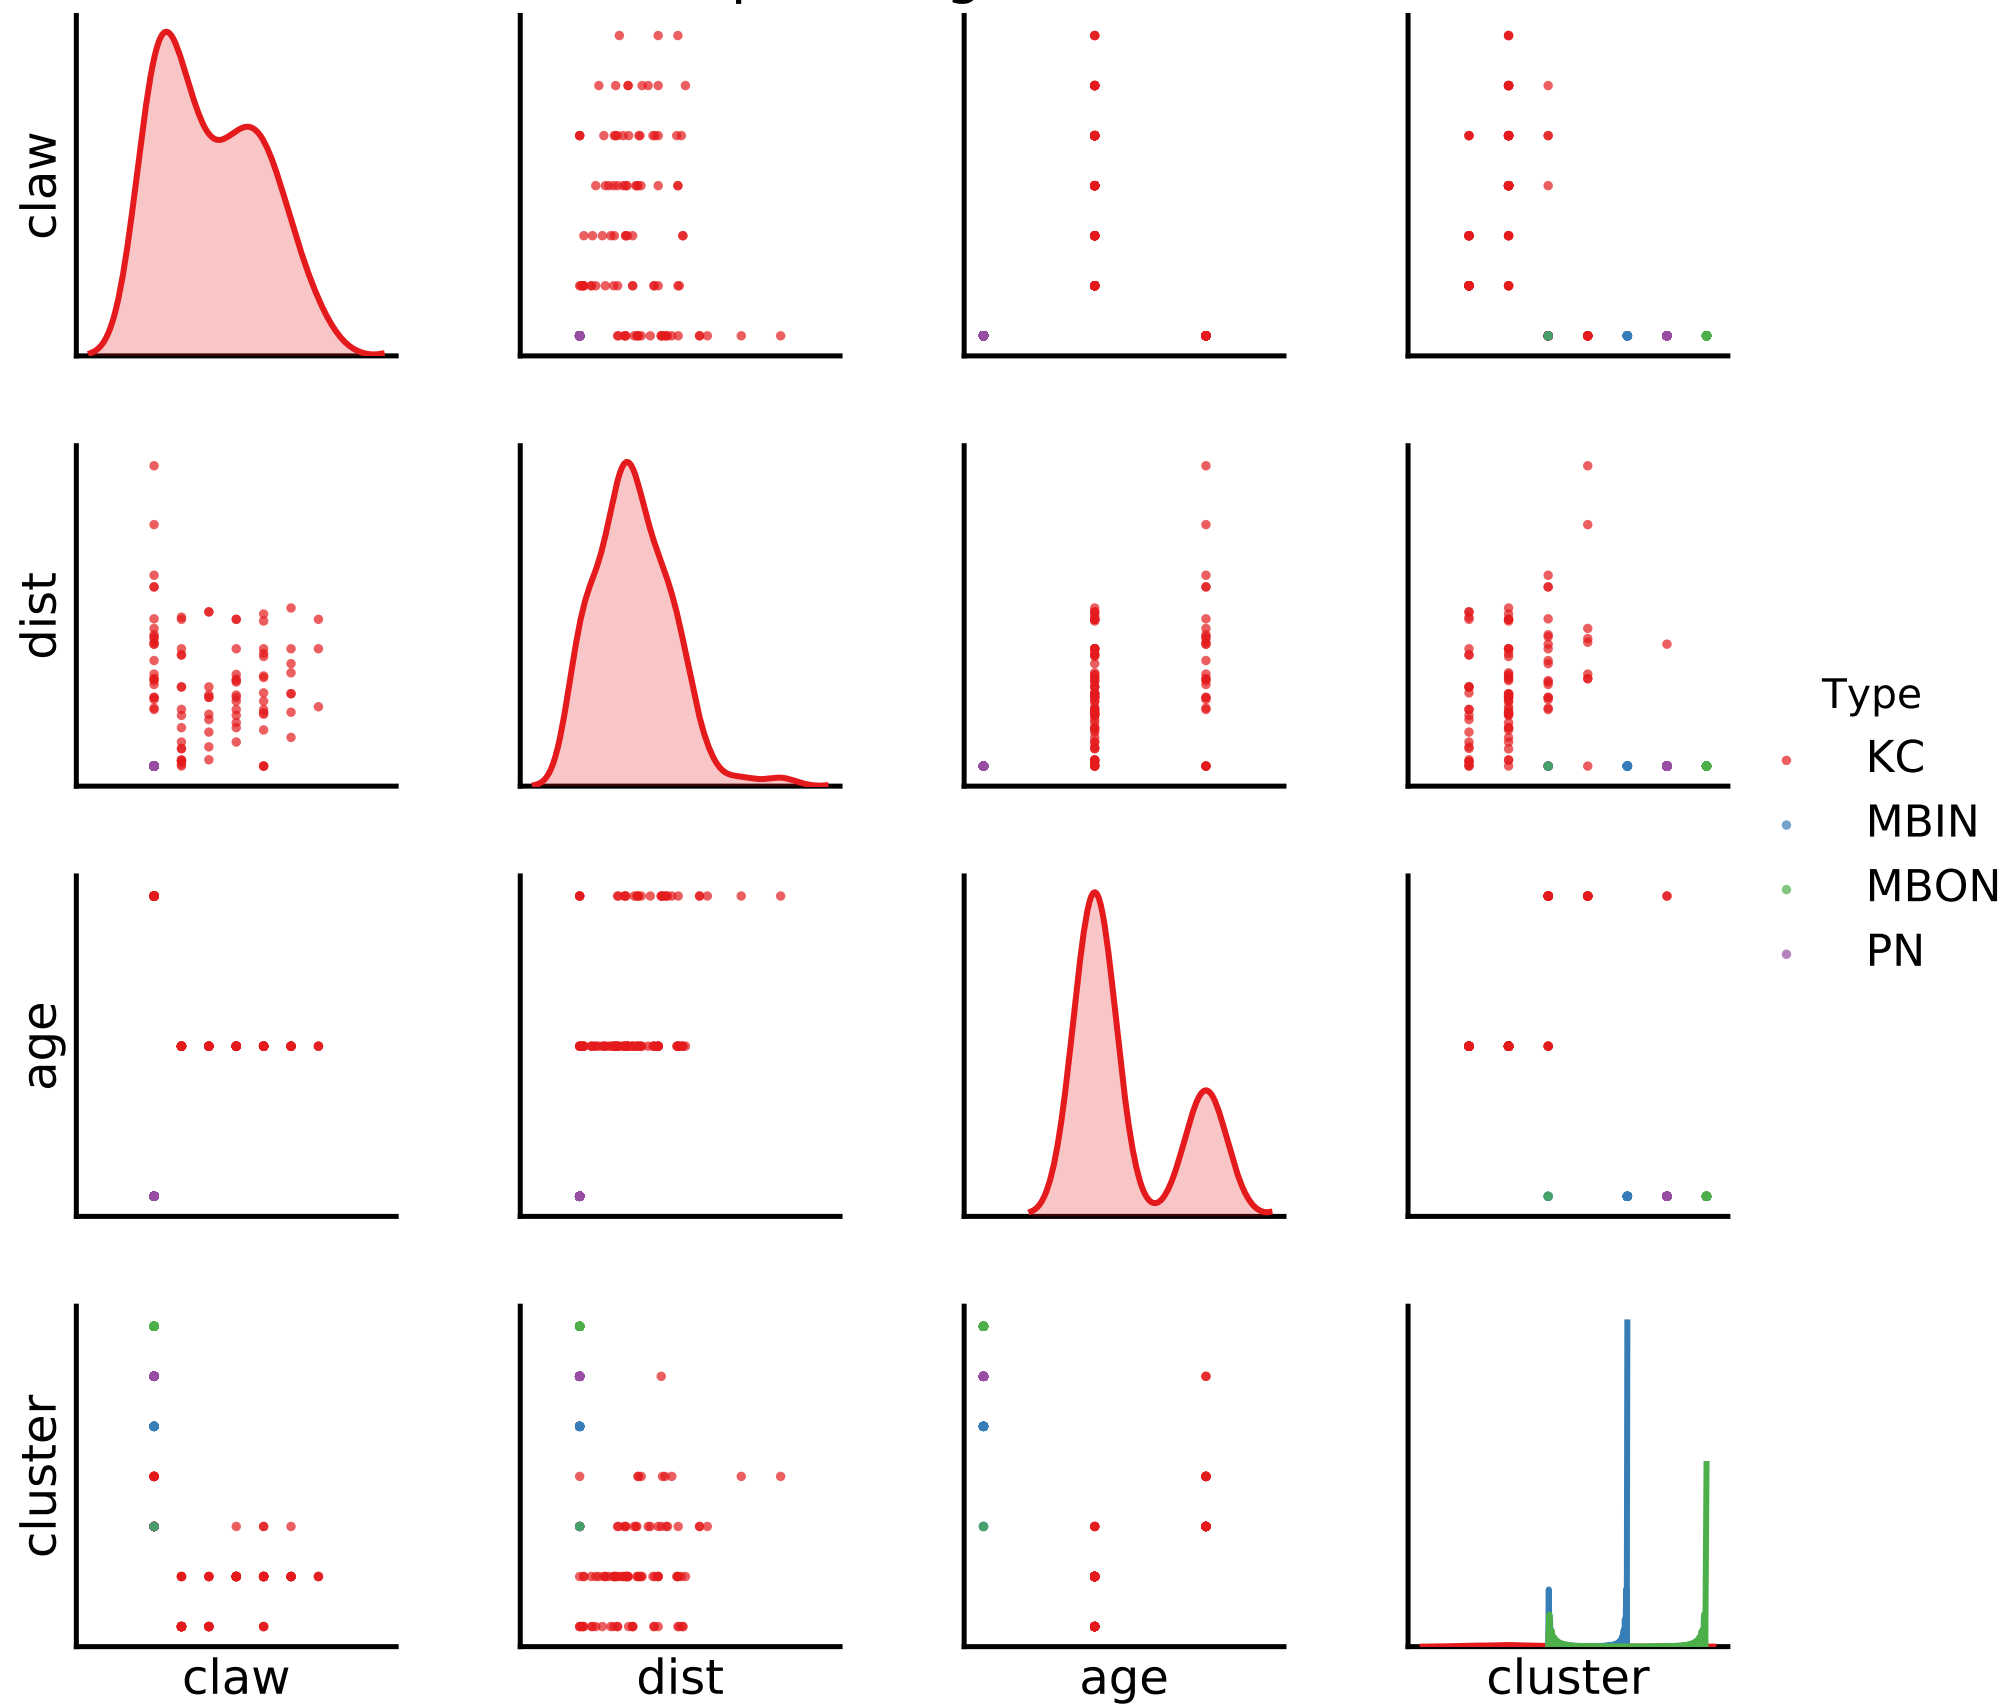 claw
dist
age
cluster
claw
dist
age
cluster
Type
KC
MBIN
MBON
PN